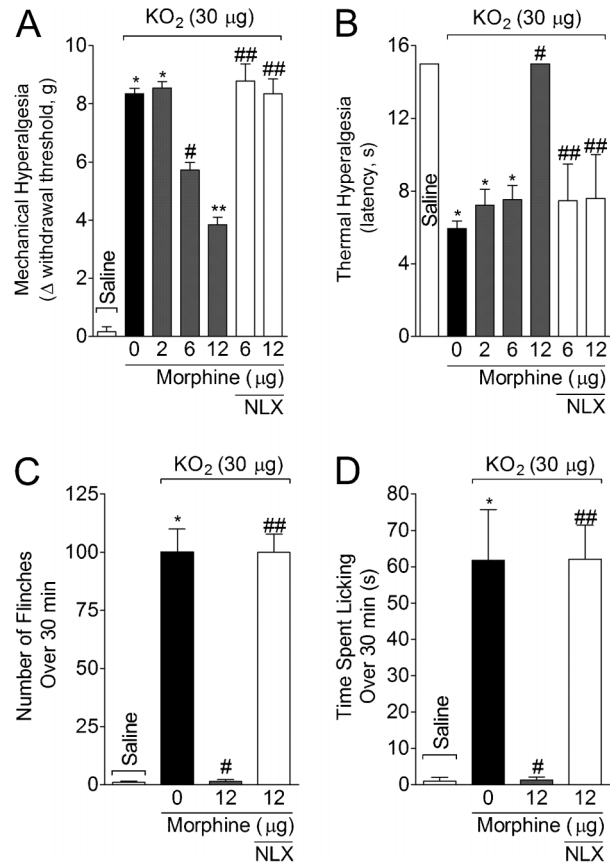 A
KO2 (30 µg)
Mechanical Hyperalgesia
(Δ withdrawal threshold, g)
10
8
6
4
2
0
Saline
* * # ** ## ##
0 2 6 12 6 12
Morphine (µg)
NLX
B
KO2 (30 µg)
Thermal Hyperalgesia
(latency, s)
15
12
9
6
3
0
Saline
* * * # ## ##
0 2 6 12 6 12
Morphine (µg)
NLX
C
KO2 (30 µg)
Number of Flinches
Over 30 min
125
100
75
50
25
0
Saline
* # ##
0 12 12
Morphine (µg)
NLX
D
KO2 (30 µg)
Time Spent Licking
Over 30 min (s)
80
70
60
50
40
30
20
10
0
Saline
* # ##
0 12 12
Morphine (µg)
NLX